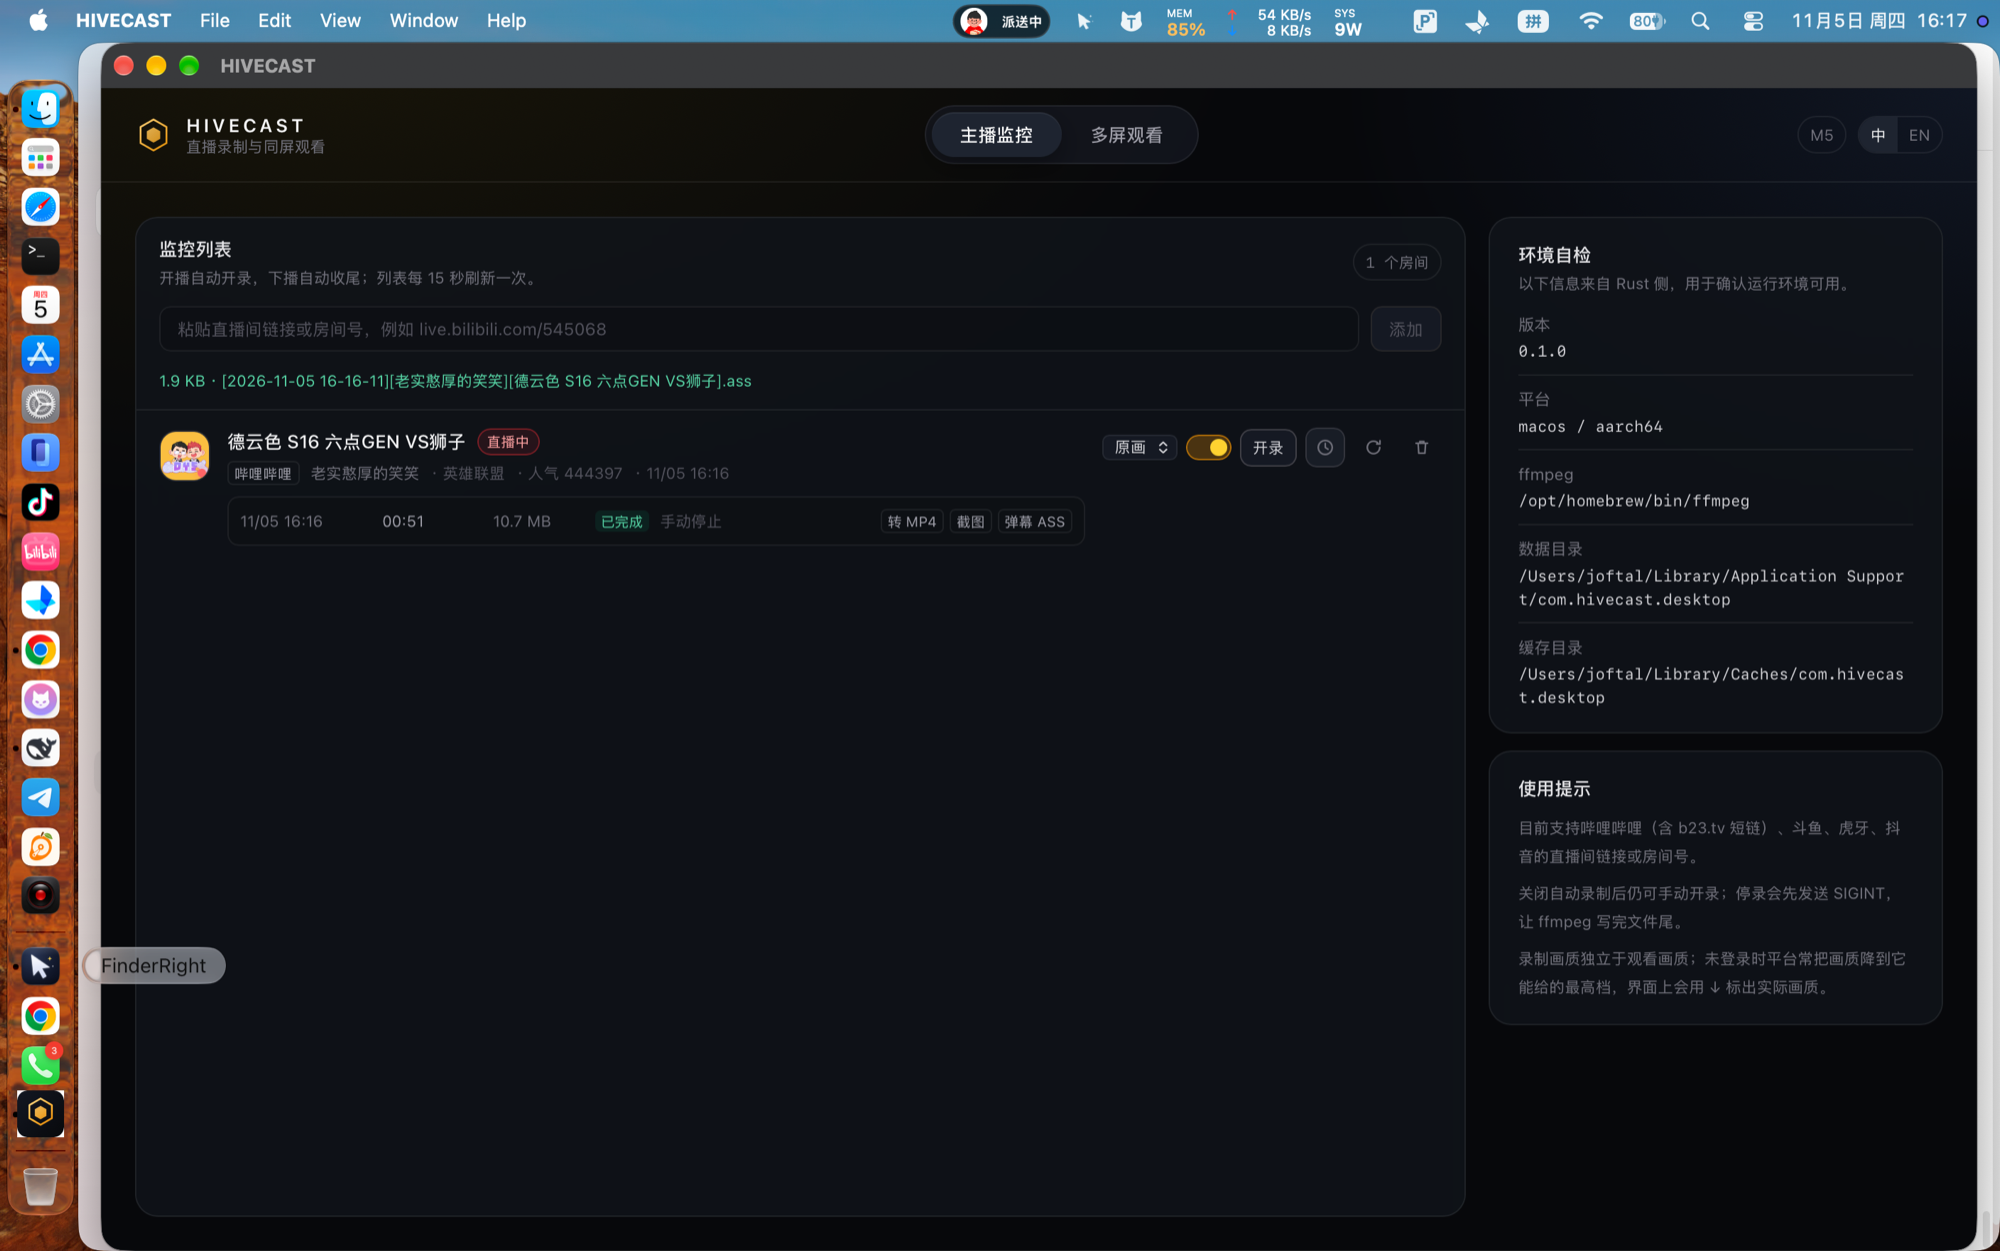 HIVECAST File Edit View Window Help
派送中
MEM
85%
54 KB/s
8 KB/s
SYS
9W
拼
80
11月5日 周四 16:17
HIVECAST
HIVECAST
直播录制与同屏观看
主播监控
多屏观看
M5
中
EN
监控列表
开播自动开录，下播自动收尾；列表每 15 秒刷新一次。
1 个房间
粘贴直播间链接或房间号，例如 live.bilibili.com/545068
添加
1.9 KB · [2026-11-05 16-16-11][老实憨厚的笑笑][德云色 S16 六点GEN VS狮子].ass
德云色 S16 六点GEN VS狮子
直播中
原画
开录
哔哩哔哩 老实憨厚的笑笑 · 英雄联盟 · 人气 444397 · 11/05 16:16
11/05 16:16 00:51 10.7 MB 已完成 手动停止 转 MP4 截图 弹幕 ASS
环境自检
以下信息来自 Rust 侧，用于确认运行环境可用。
版本
0.1.0
平台
macos / aarch64
ffmpeg
/opt/homebrew/bin/ffmpeg
数据目录
/Users/joftal/Library/Application Suppor
t/com.hivecast.desktop
缓存目录
/Users/joftal/Library/Caches/com.hivecas
t.desktop
使用提示
目前支持哔哩哔哩（含 b23.tv 短链）、斗鱼、虎牙、抖
音的直播间链接或房间号。
关闭自动录制后仍可手动开录；停录会先发送 SIGINT，
让 ffmpeg 写完文件尾。
录制画质独立于观看画质；未登录时平台常把画质降到它
能给的最高档，界面上会用 ↓ 标出实际画质。
周四
5
bilibili
FinderRight
3